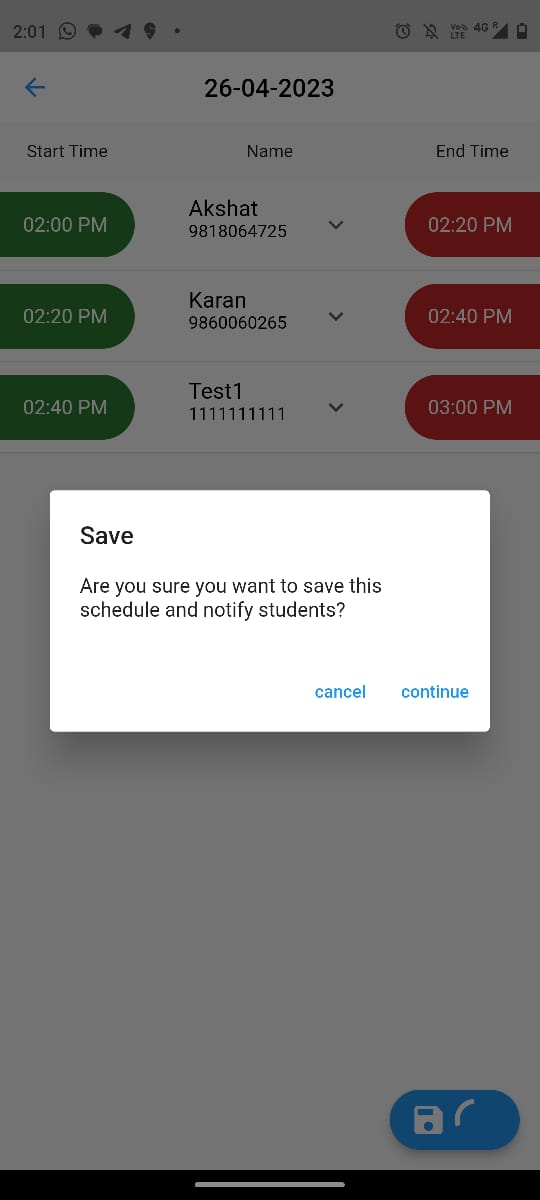 2:01
VoD LTE 4G R
26-04-2023
Start Time Name End Time
02:00 PM Akshat 02:20 PM
9818064725
02:20 PM Karan 02:40 PM
9860060265
02:40 PM Test1 03:00 PM
1111111111
Save
Are you sure you want to save this
schedule and notify students?
cancel continue